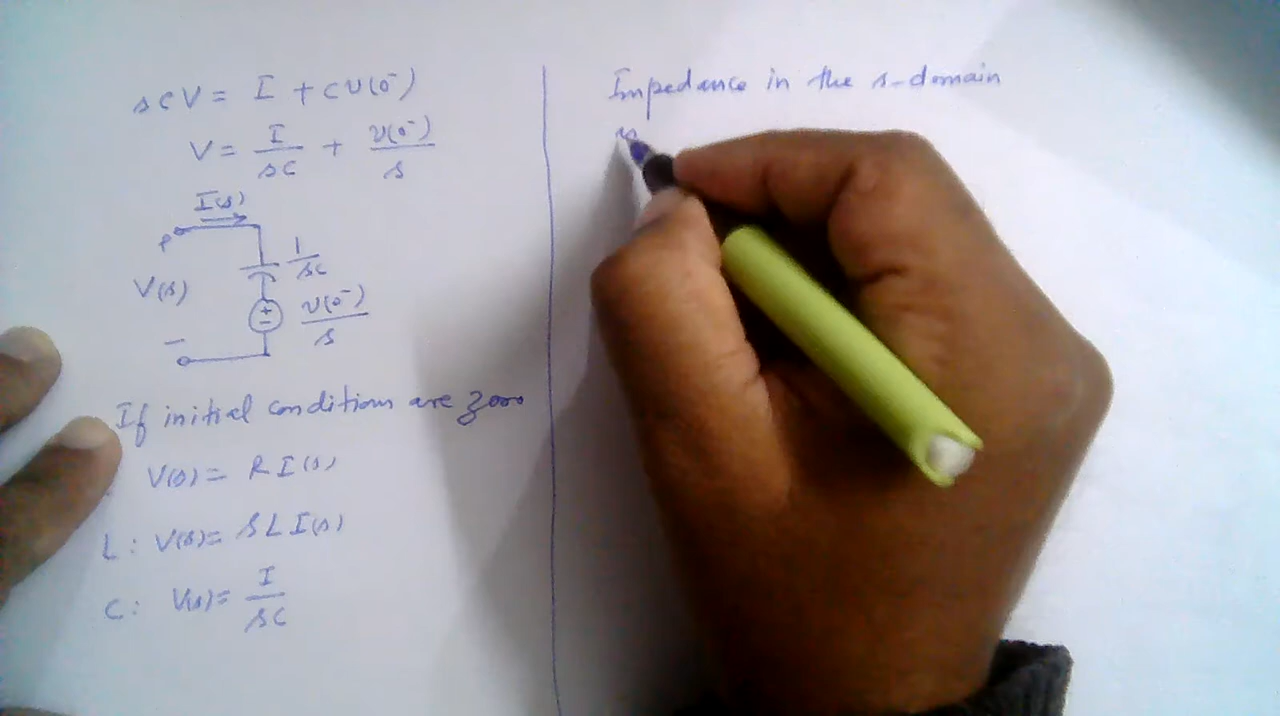 sCV = I + CV(0⁻)
V = I/sC + V(0⁻)/s
I(s)
P
1/sC
V(s)
+
−
V(0⁻)/s
−
If initial conditions are zero
V(s) = R I(s)
L: V(s) = sL I(s)
C: V(s) = I/sC
Impedance in the s-domain
is